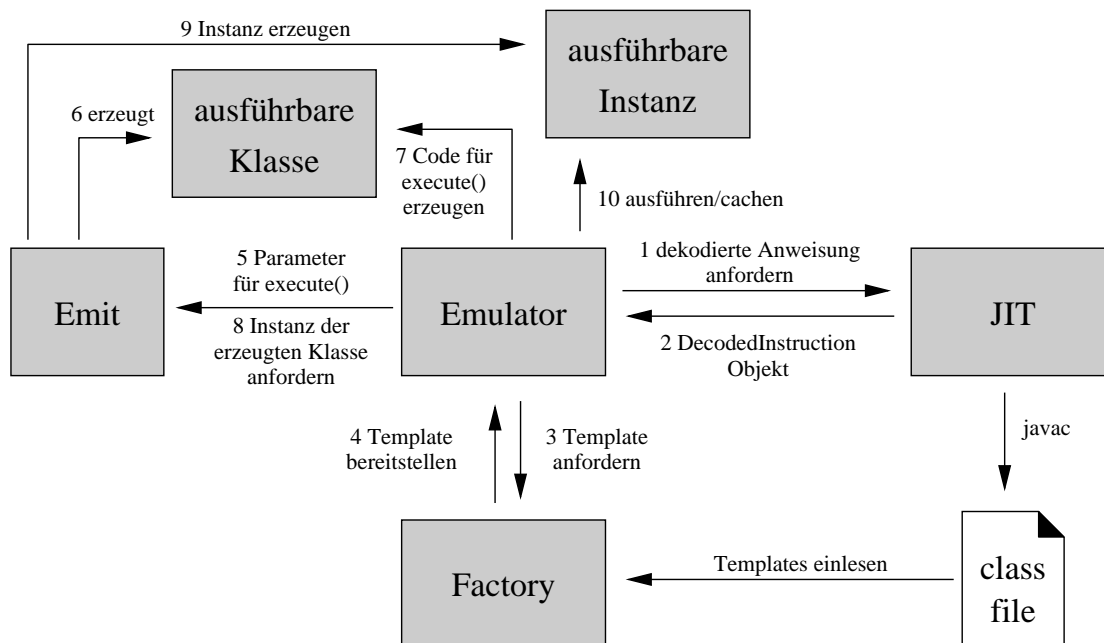 9 Instanz erzeugen
ausführbare
Instanz
6 erzeugt
ausführbare
Klasse
7 Code für
execute()
erzeugen
10 ausführen/cachen
5 Parameter
für execute()
1 dekodierte Anweisung
anfordern
Emit
Emulator
JIT
8 Instanz der
erzeugten Klasse
anfordern
2 DecodedInstruction
Objekt
4 Template
bereitstellen
3 Template
anfordern
javac
Factory
Templates einlesen
class
file